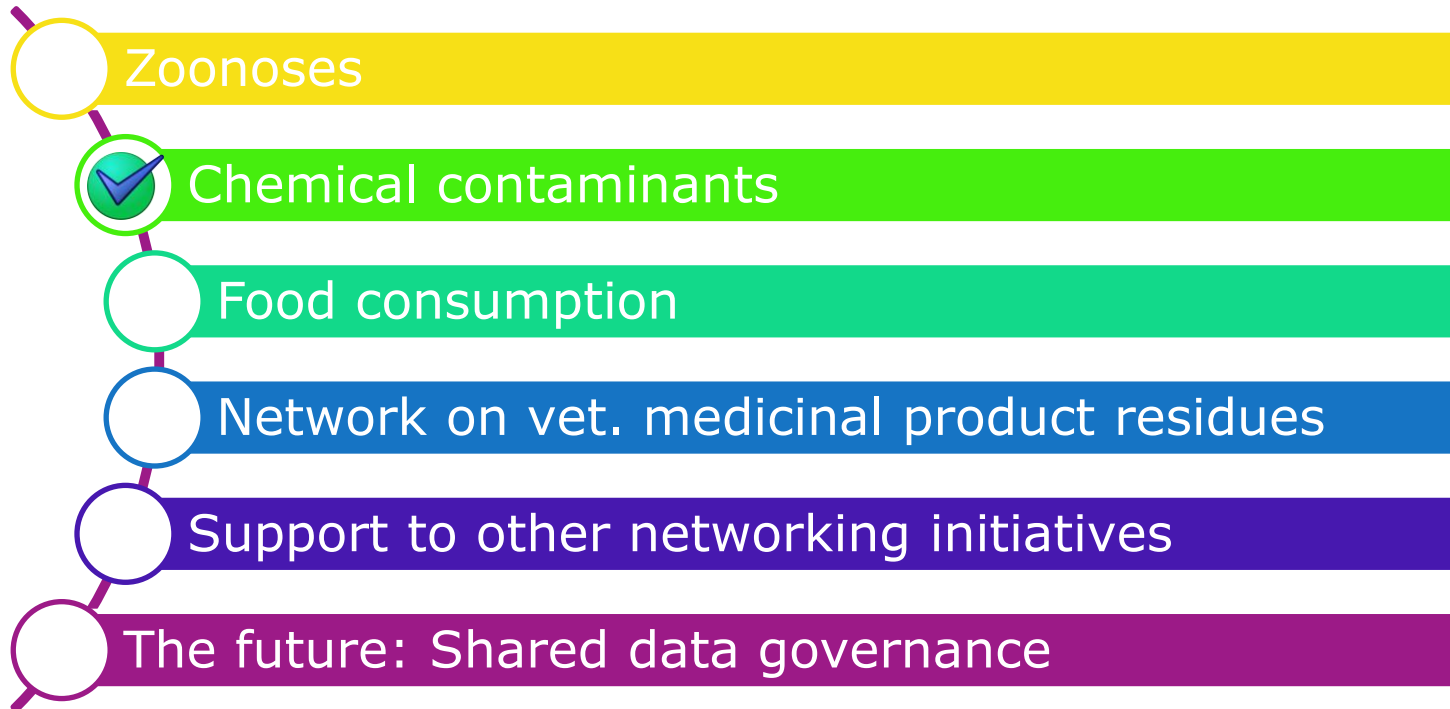 Zoonoses
Chemical contaminants
Food consumption
Network on vet. medicinal product residues
Support to other networking initiatives
The future: Shared data governance